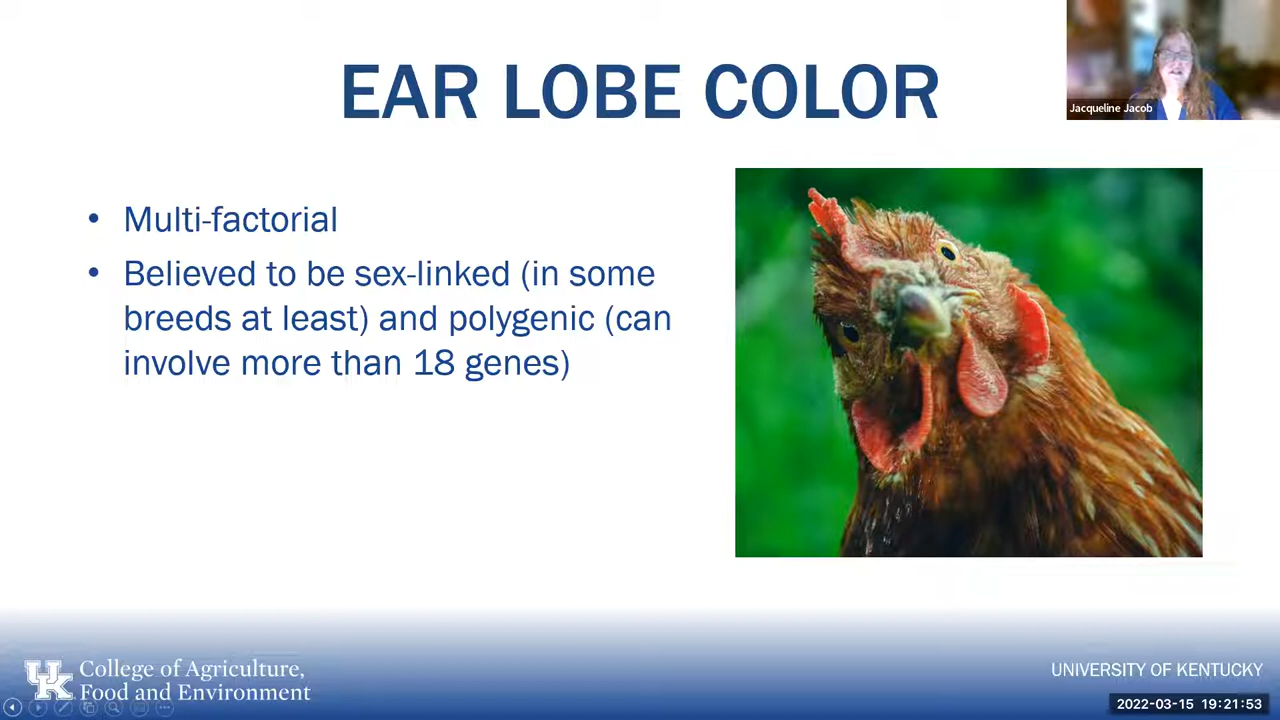 EAR LOBE COLOR
Jacqueline Jacob
• Multi-factorial
• Believed to be sex-linked (in some
breeds at least) and polygenic (can
involve more than 18 genes)
UK
College of Agriculture,
Food and Environment
UNIVERSITY OF KENTUCKY
2022-03-15 19:21:53